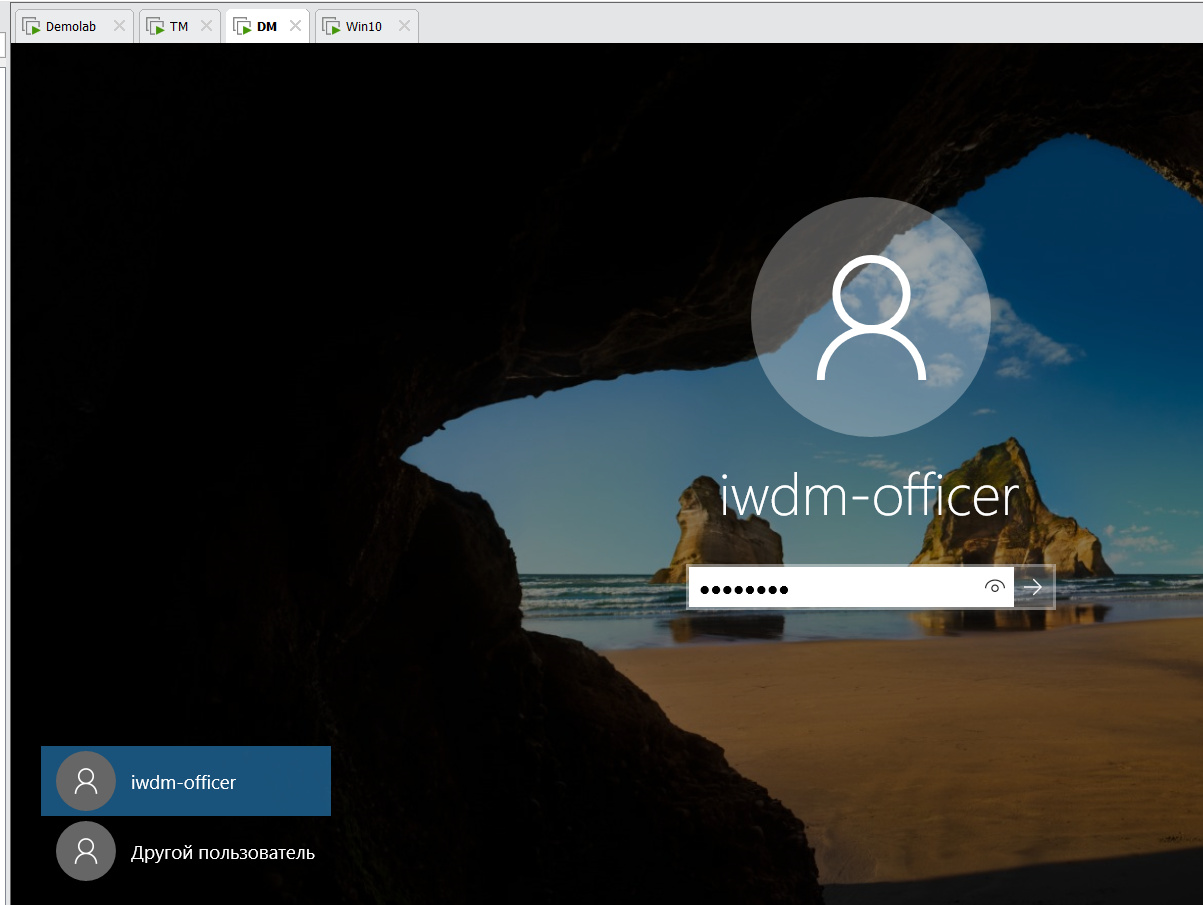 Demolab
TM
DM
Win10
iwdm-officer
iwdm-officer
Другой пользователь